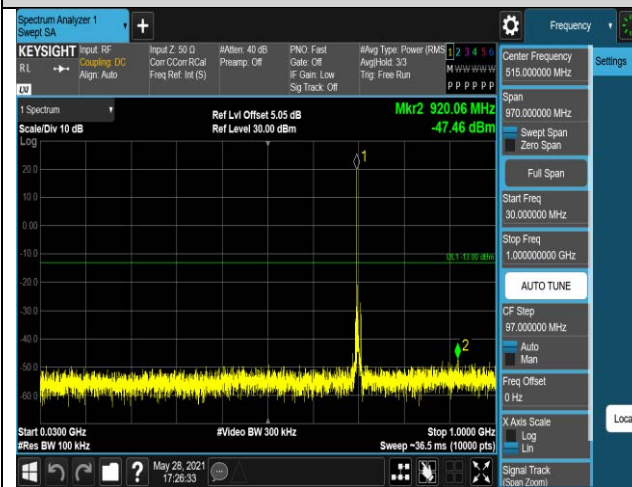 Spectrum Analyzer 1
Swept SA
+
Frequency
KEYSIGHT
RL
LXI
Input: RF
Coupling: DC
Align: Auto
Input Z: 50 Ω
Corr CCorr RCal
Freq Ref: Int (S)
#Atten: 40 dB
Preamp: Off
PNO: Fast
Gate: Off
IF Gain: Low
Sig Track: Off
#Avg Type: Power (RMS
Avg|Hold: 3/3
Trig: Free Run
1 2 3 4 5 6
M W W W W W
P P P P P P
1 Spectrum
Scale/Div 10 dB
Log
Ref Lvl Offset 5.05 dB
Ref Level 30.00 dBm
Mkr2 920.06 MHz
-47.46 dBm
20.0
10.0
0.00
-10.0
-20.0
-30.0
-40.0
-50.0
-60.0
1
DL1 -13.00 dBm
2
Start 0.0300 GHz
#Res BW 100 kHz
#Video BW 300 kHz
Stop 1.0000 GHz
Sweep ~36.5 ms (10000 pts)
?
May 28, 2021
17:26:33
Center Frequency
515.000000 MHz
Settings
Span
970.000000 MHz
Swept Span
Zero Span
Full Span
Start Freq
30.000000 MHz
Stop Freq
1.000000000 GHz
AUTO TUNE
CF Step
97.000000 MHz
Auto
Man
Freq Offset
0 Hz
X Axis Scale
Log
Lin
Loca
Signal Track
(Span Zoom)